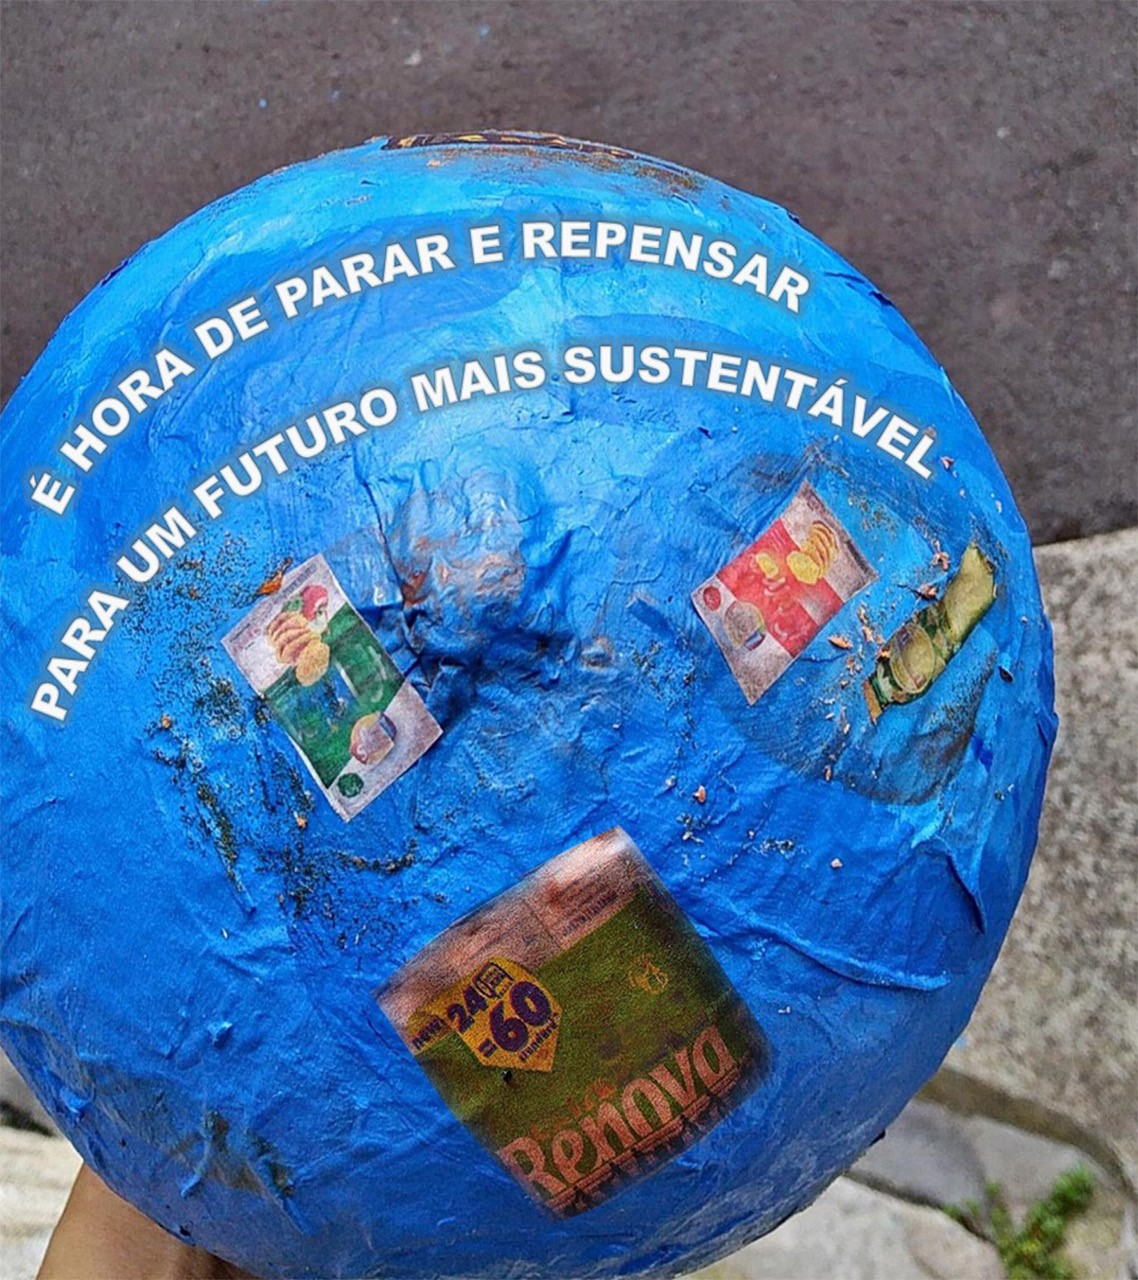 É HORA DE PARAR E REPENSAR
PARA UM FUTURO MAIS SUSTENTÁVEL
24
=60
Renova